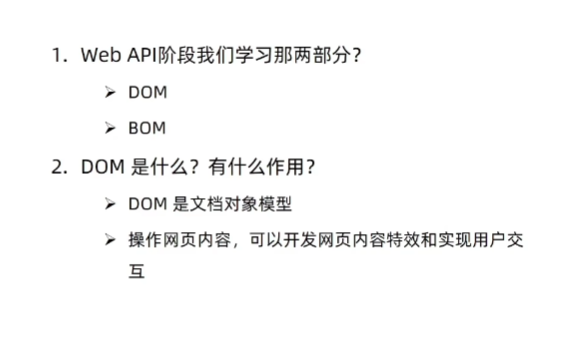 1. Web API阶段我们学习那两部分？
➢ DOM
➢ BOM
2. DOM 是什么？有什么作用？
➢ DOM 是文档对象模型
➢ 操作网页内容，可以开发网页内容特效和实现用户交
互